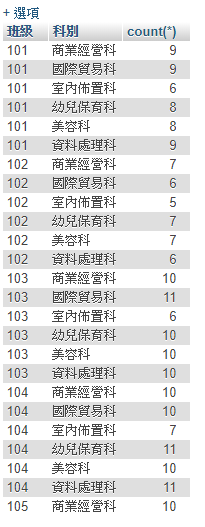 + 選項
班級 科別 count(*)
101 商業經營科 9
101 國際貿易科 9
101 室內佈置科 6
101 幼兒保育科 8
101 美容科 8
101 資料處理科 9
102 商業經營科 7
102 國際貿易科 6
102 室內佈置科 5
102 幼兒保育科 7
102 美容科 7
102 資料處理科 6
103 商業經營科 10
103 國際貿易科 11
103 室內佈置科 6
103 幼兒保育科 10
103 美容科 10
103 資料處理科 10
104 商業經營科 10
104 國際貿易科 10
104 室內佈置科 7
104 幼兒保育科 11
104 美容科 10
104 資料處理科 11
105 商業經營科 10